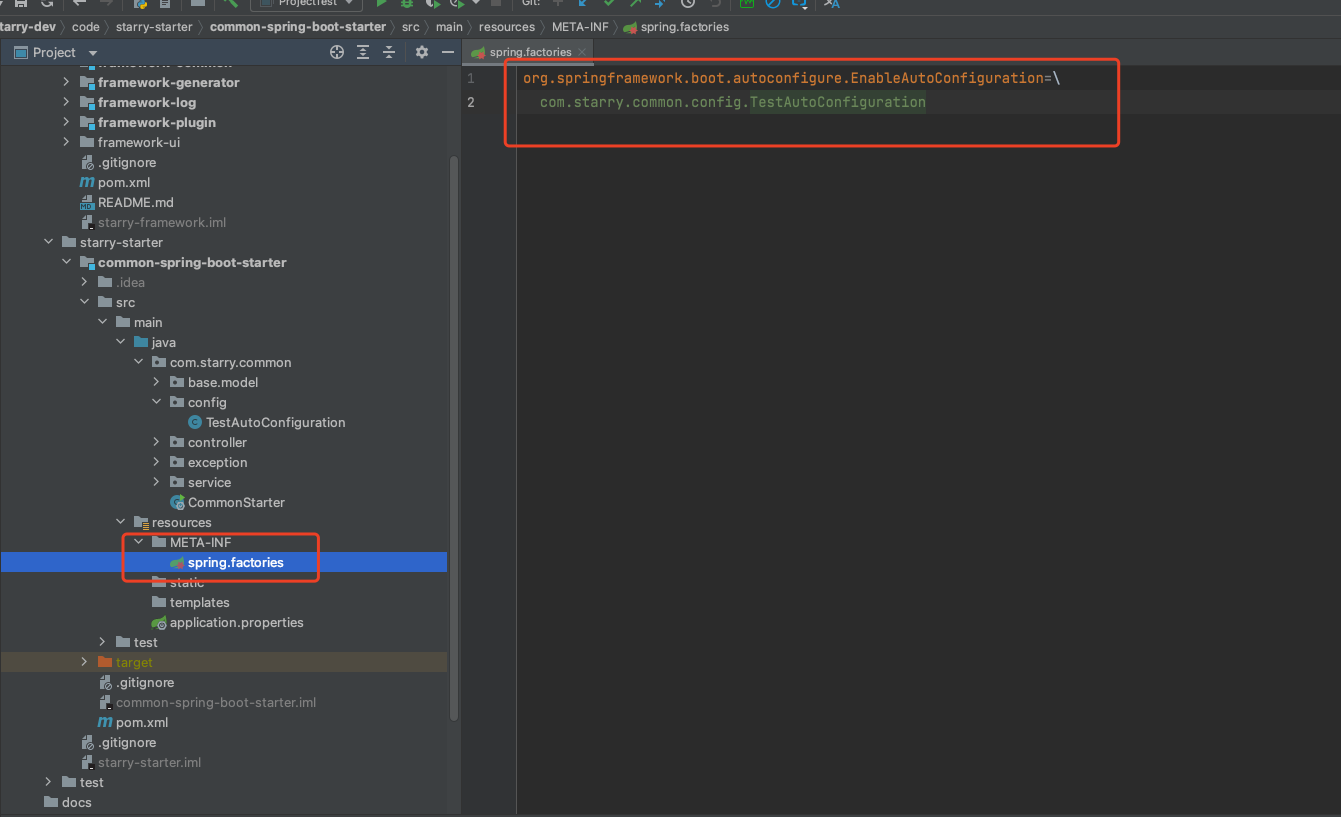 ProjectTest
Git:
tarry-dev code starry-starter common-spring-boot-starter src main resources META-INF spring.factories
Project
spring.factories
framework-generator
framework-log
framework-plugin
framework-ui
.gitignore
pom.xml
README.md
starry-framework.iml
starry-starter
common-spring-boot-starter
.idea
src
main
java
com.starry.common
base.model
config
TestAutoConfiguration
controller
exception
service
CommonStarter
resources
META-INF
spring.factories
static
templates
application.properties
test
target
.gitignore
common-spring-boot-starter.iml
pom.xml
.gitignore
starry-starter.iml
test
docs
1 org.springframework.boot.autoconfigure.EnableAutoConfiguration=\
2 com.starry.common.config.TestAutoConfiguration